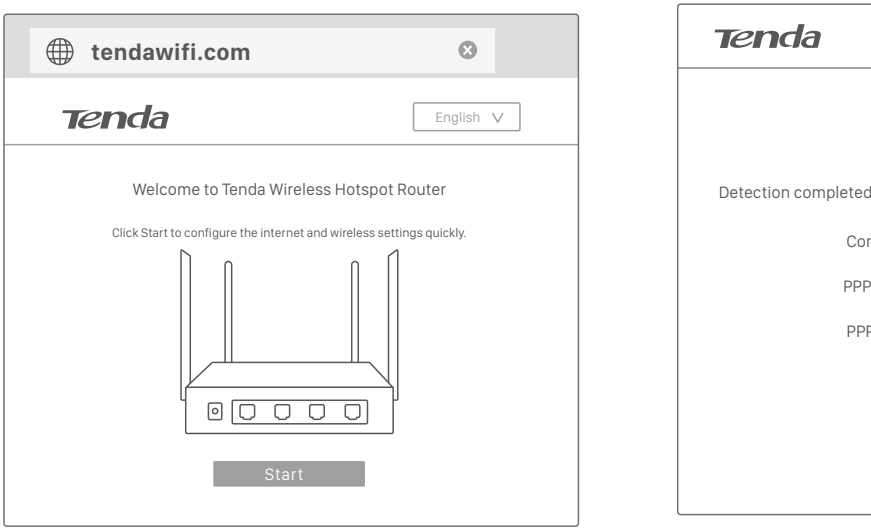 tendawifi.com
Tenda
English
Welcome to Tenda Wireless Hotspot Router
Click Start to configure the internet and wireless settings quickly.
Start
Tenda
Detection completed